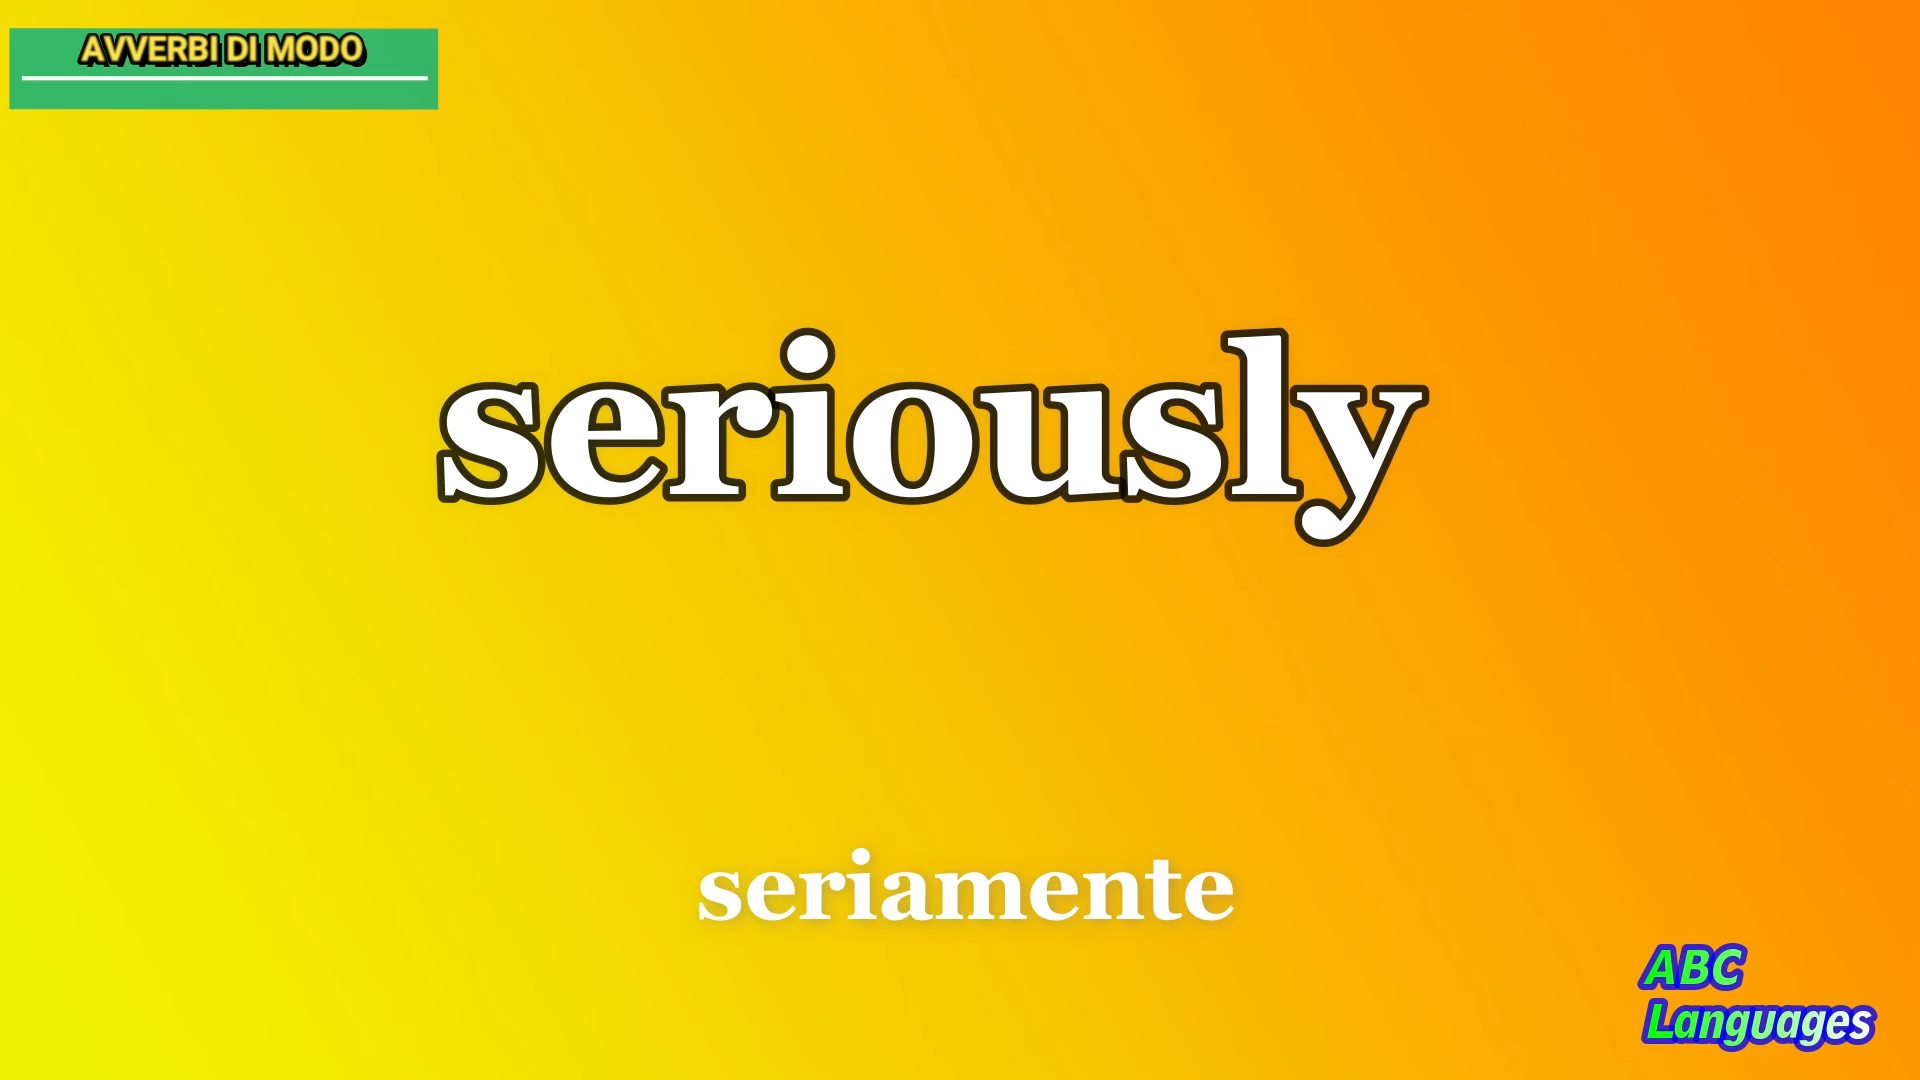 AVVERBI DI MODO
seriously
seriamente
ABC
Languages